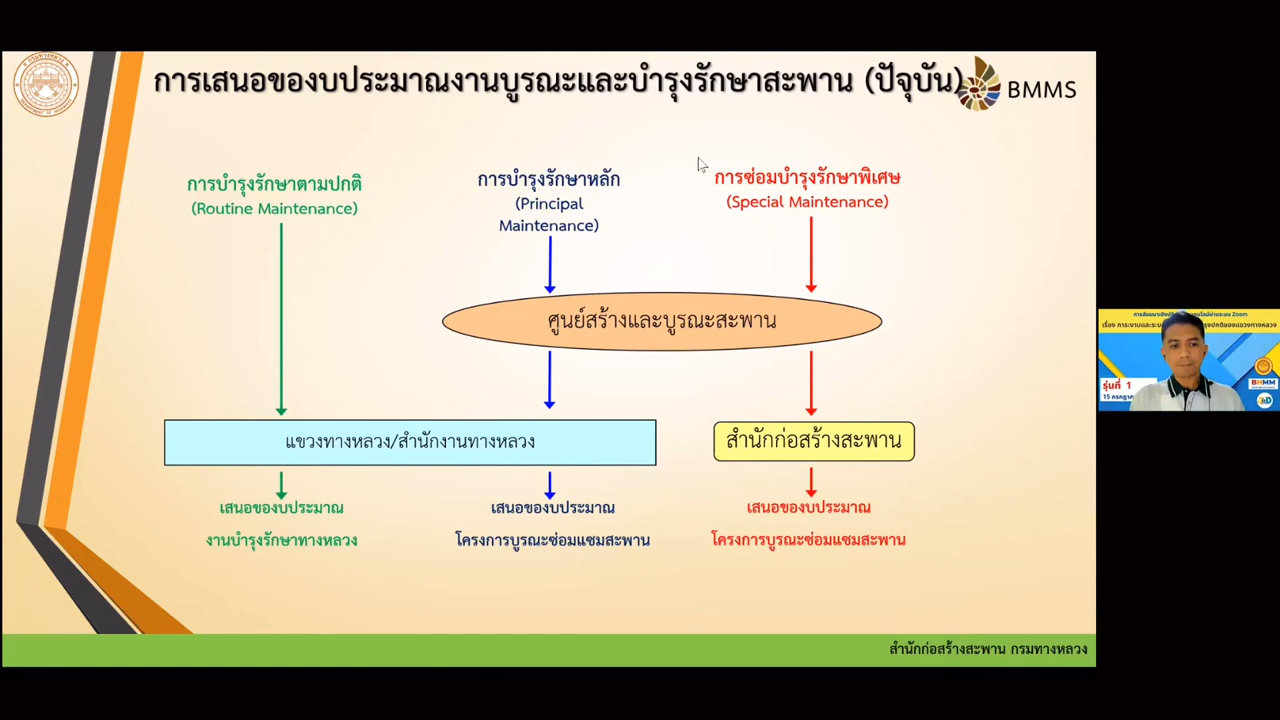 การเสนอของบประมาณงานบูรณะและบำรุงรักษาสะพาน (ปัจจุบัน)
BMMS
การบำรุงรักษาตามปกติ
(Routine Maintenance)
การบำรุงรักษาหลัก
(Principal
Maintenance)
การซ่อมบำรุงรักษาพิเศษ
(Special Maintenance)
ศูนย์สร้างและบูรณะสะพาน
แขวงทางหลวง/สำนักงานทางหลวง
สำนักก่อสร้างสะพาน
เสนอของบประมาณ
งานบำรุงรักษาทางหลวง
เสนอของบประมาณ
โครงการบูรณะซ่อมแซมสะพาน
เสนอของบประมาณ
โครงการบูรณะซ่อมแซมสะพาน
สำนักก่อสร้างสะพาน กรมทางหลวง
รุ่นที่ 1